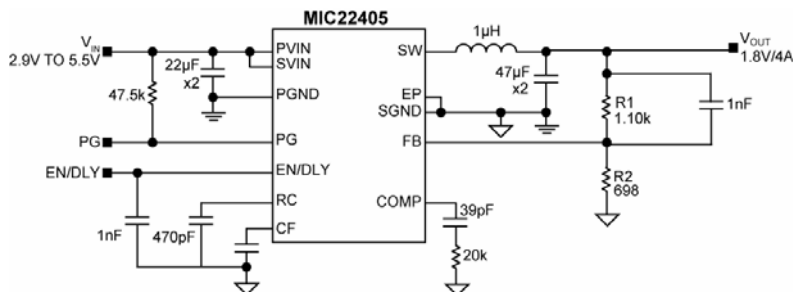 MIC22405
VIN
2.9V TO 5.5V
47.5k
22µF
x2
PG
EN/DLY
1nF
470pF
PVIN
SVIN
PGND
PG
EN/DLY
RC
CF
SW
EP
SGND
FB
COMP
1µH
47µF
x2
39pF
20k
R1
1.10k
1nF
R2
698
VOUT
1.8V/4A